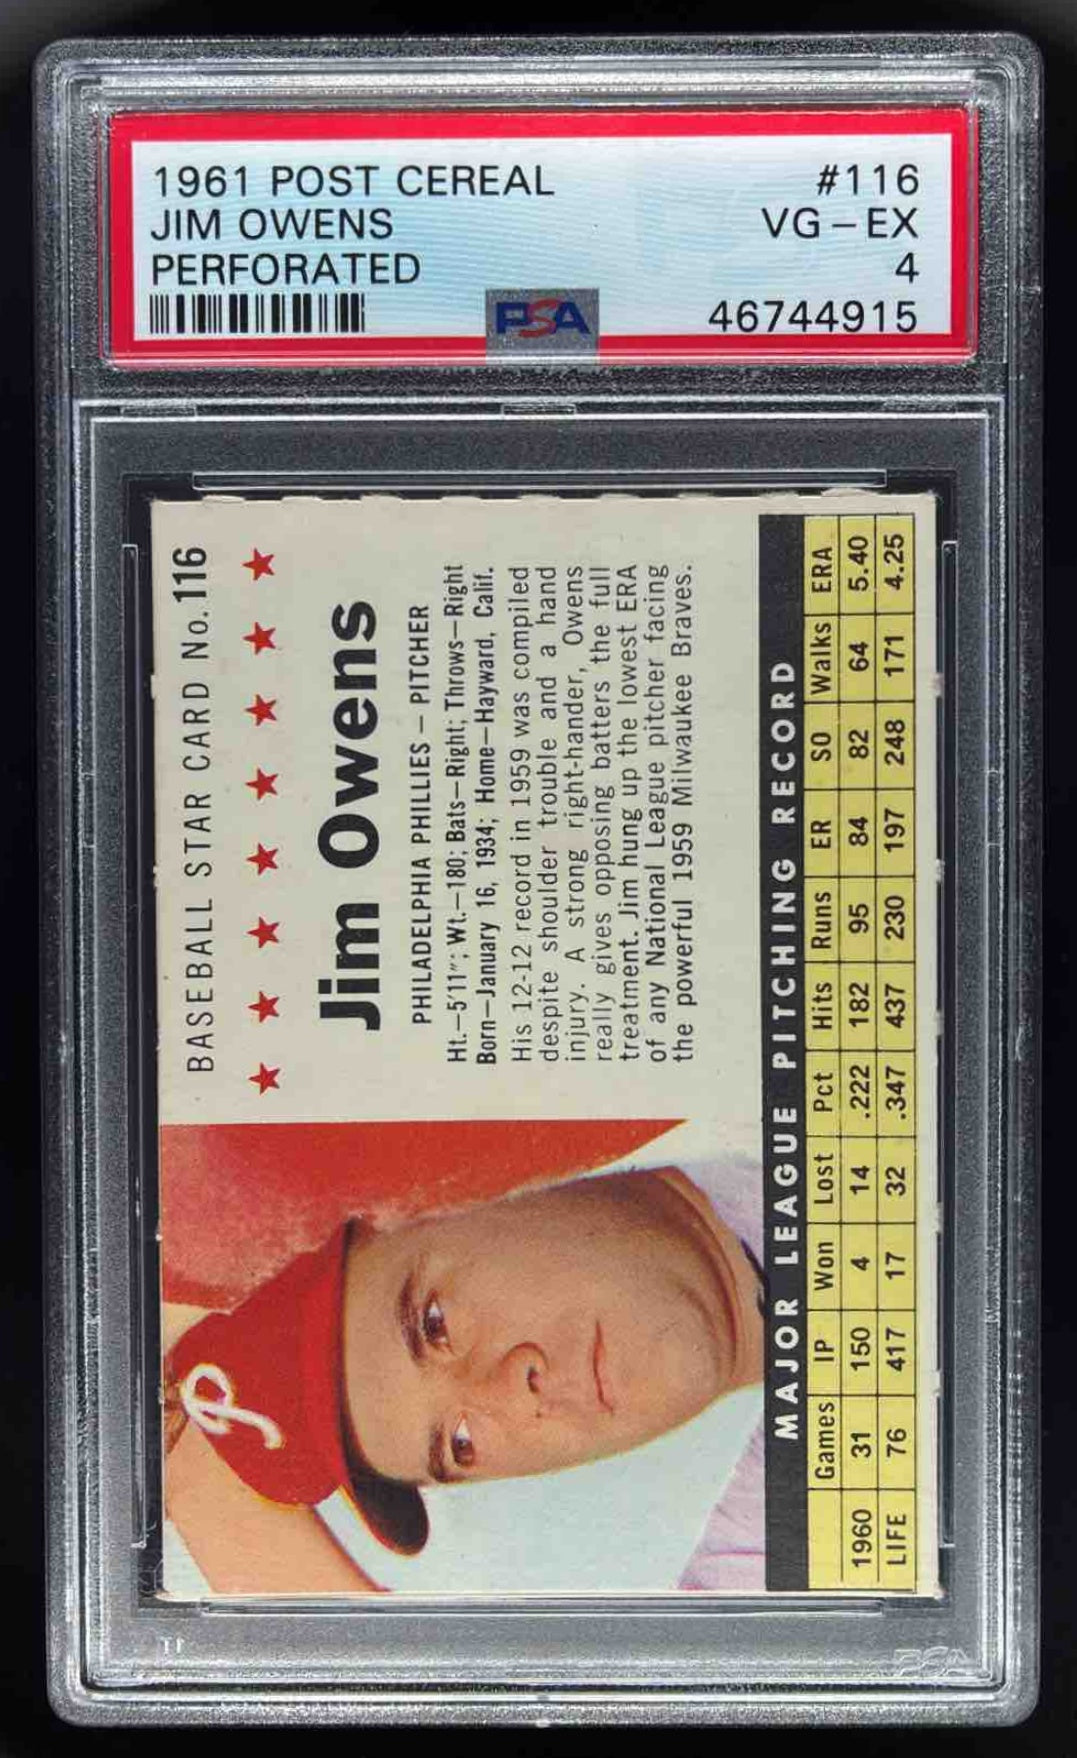 1961 POST CEREAL #116
JIM OWENS VG-EX
PERFORATED 4
PSA 46744915
BASEBALL STAR CARD No. 116
Jim Owens
PHILADELPHIA PHILLIES – PITCHER
Ht.–5'11"; Wt.–180; Bats–Right; Throws–Right
Born–January 16, 1934; Home–Hayward, Calif.
His 12-12 record in 1959 was compiled
despite shoulder trouble and a hand
injury. A strong right-hander, Owens
really gives opposing batters the full
treatment. Jim hung up the lowest ERA
of any National League pitcher facing
the powerful 1959 Milwaukee Braves.
MAJOR LEAGUE PITCHING RECORD
Games IP Won Lost Pct Hits Runs ER SO Walks ERA
1960 31 150 4 14 .222 182 95 84 82 64 5.40
LIFE 76 417 17 32 .347 437 230 197 248 171 4.25
P
PSA